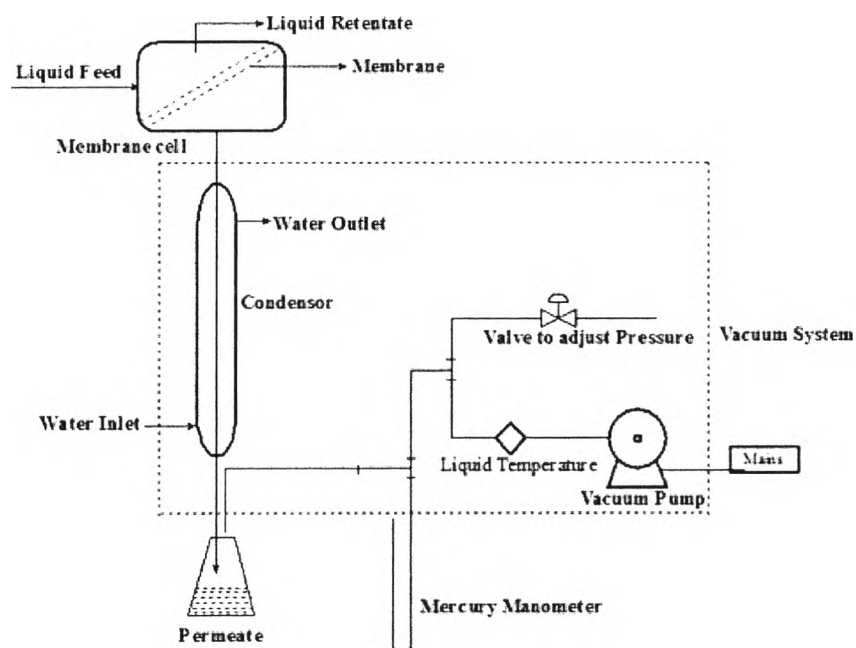 Liquid Retentate
Liquid Feed
Membrane
Membrane cell
Water Outlet
Condensor
Valve to adjust Pressure
Vacuum System
Water Inlet
Liquid Temperature
Mains
Vacuum Pump
Mercury Manometer
Permeate